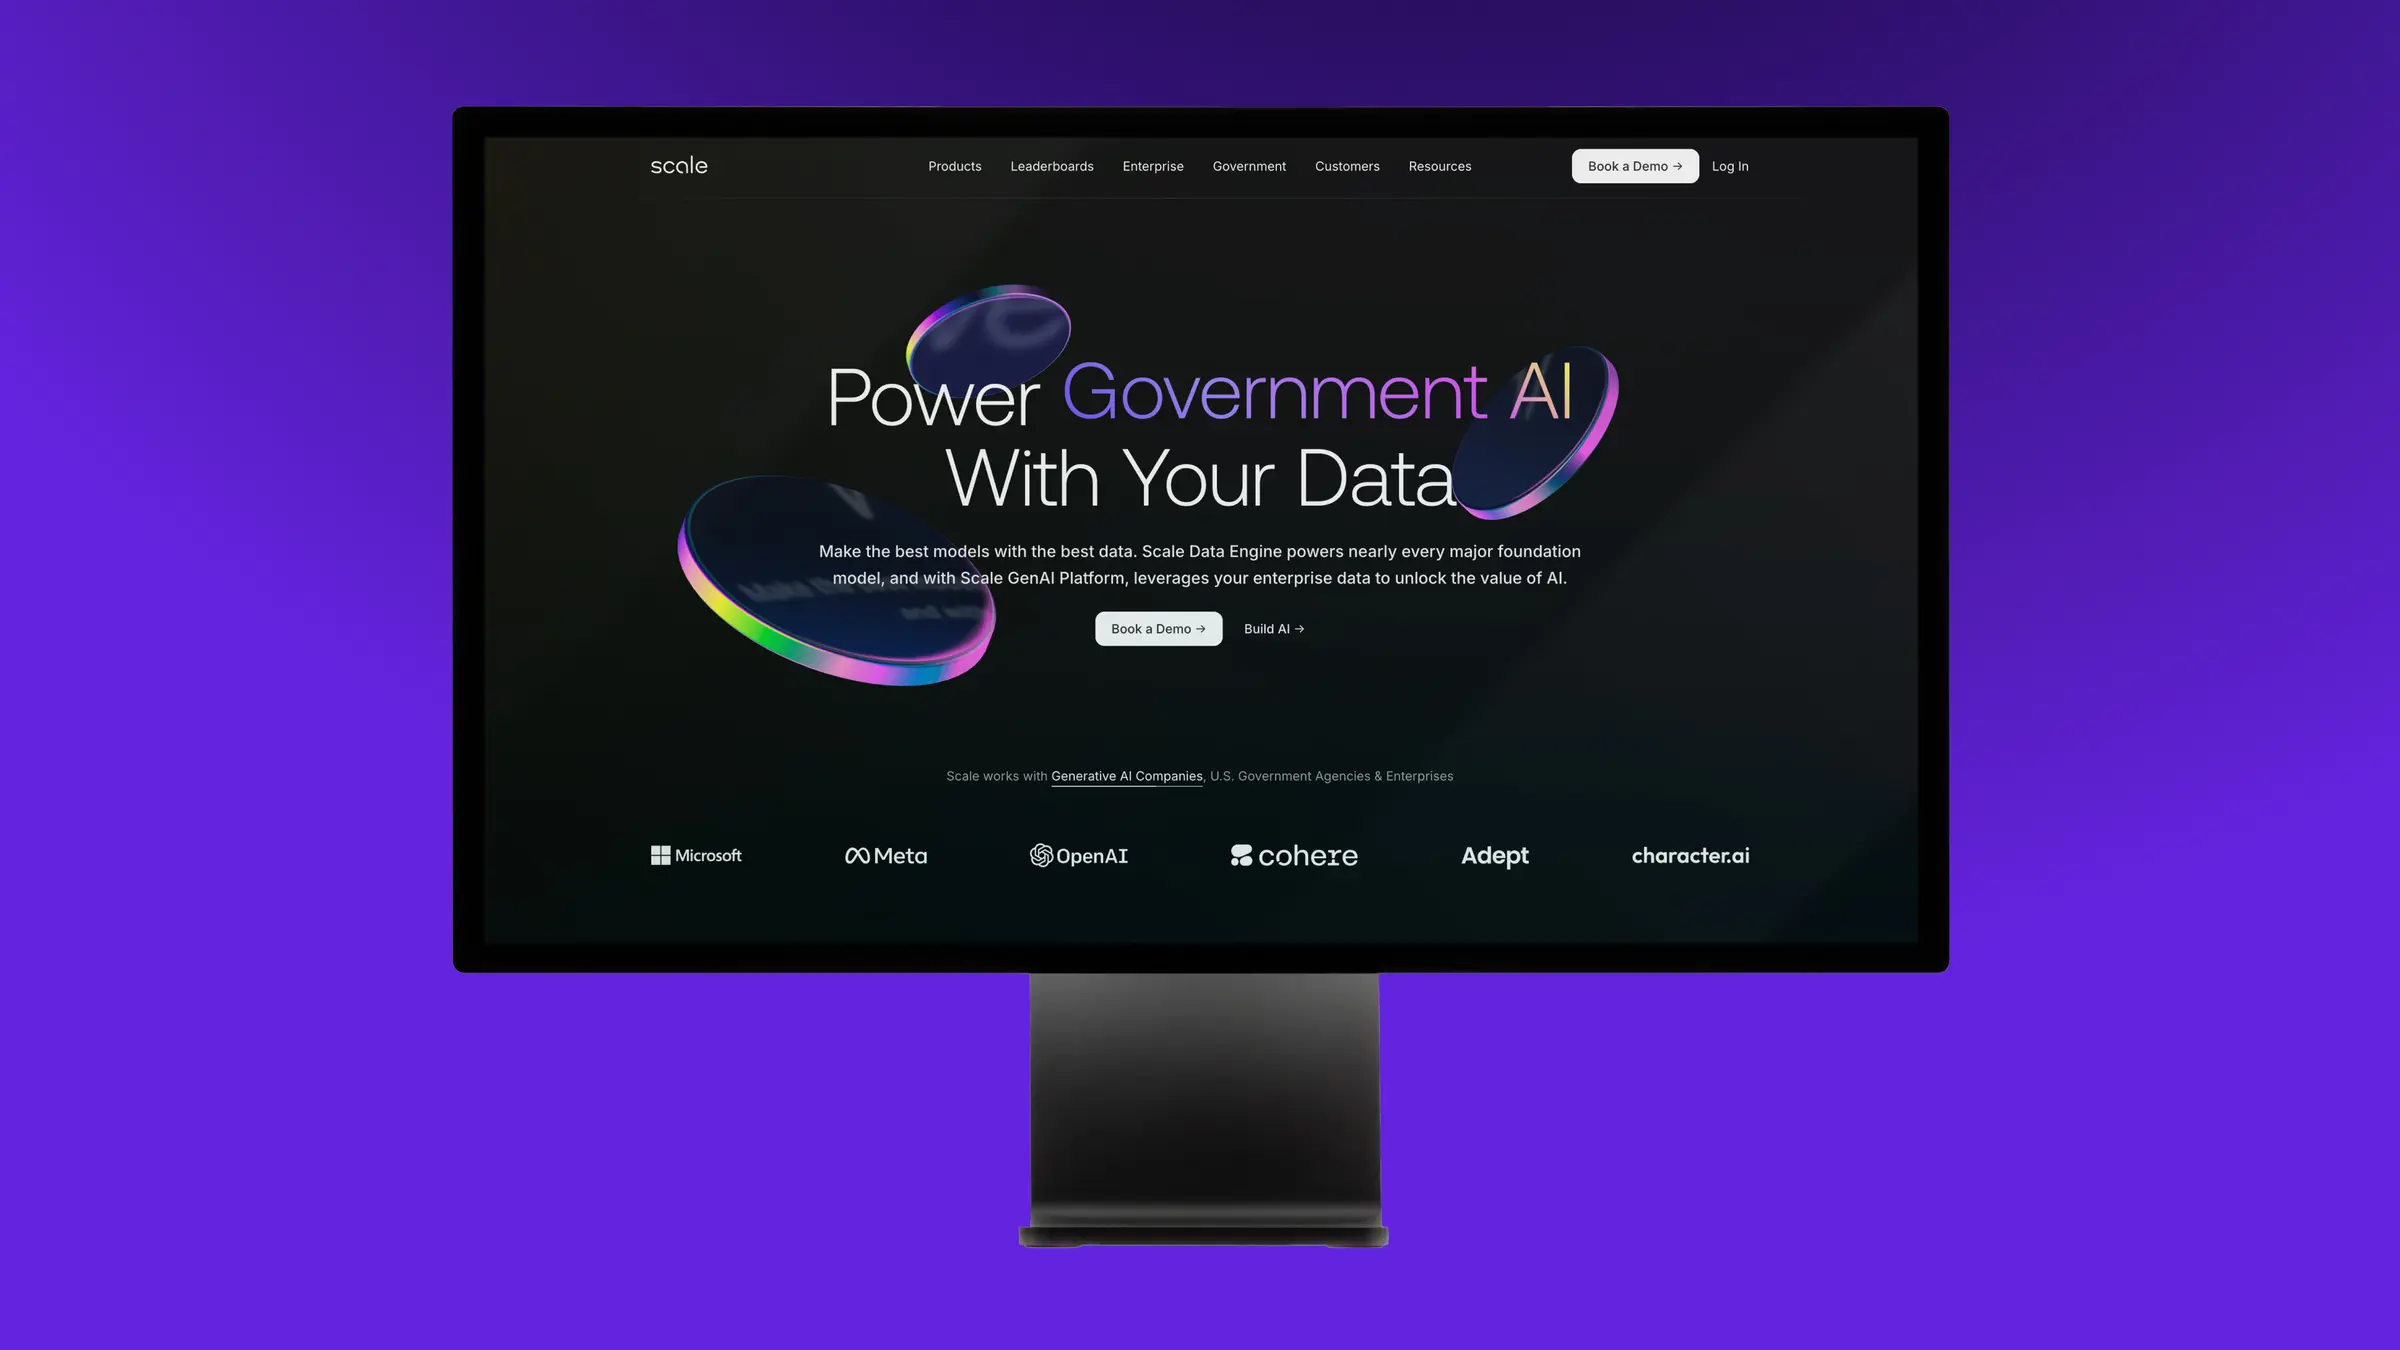 scale
Products Leaderboards Enterprise Government Customers Resources
Book a Demo → Log In
Power Government AI
With Your Data
Make the best models with the best data. Scale Data Engine powers nearly every major foundation
model, and with Scale GenAI Platform, leverages your enterprise data to unlock the value of AI.
Book a Demo → Build AI →
Scale works with Generative AI Companies, U.S. Government Agencies & Enterprises
Microsoft Meta OpenAI cohere Adept character.ai